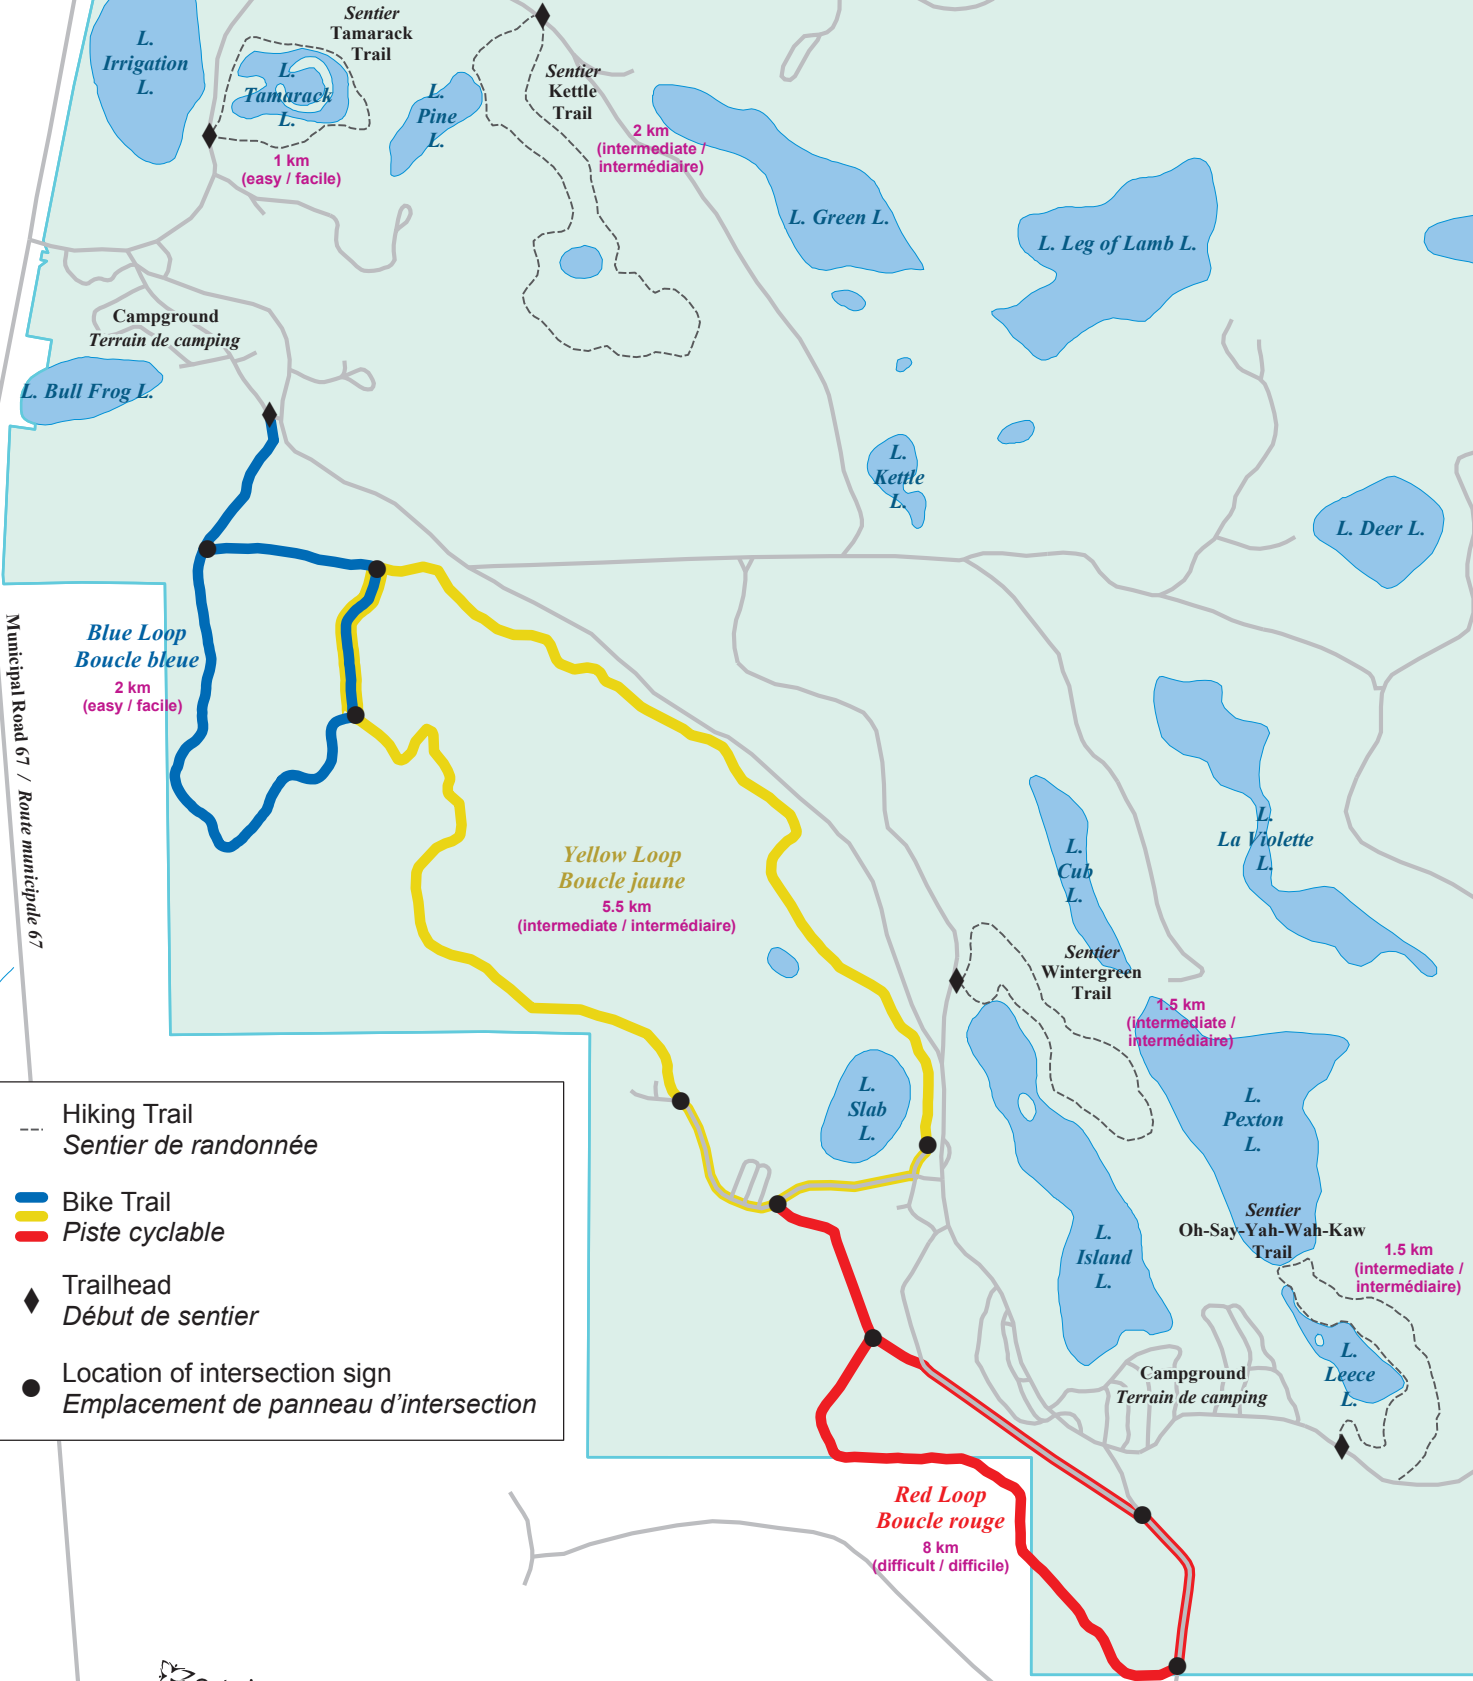 L.
Irrigation
L.
Sentier
Tamarack
Trail
L.
Tamarack
L.
1 km
(easy / facile)
L.
Pine
L.
Sentier
Kettle
Trail
2 km
(intermediate /
intermédiaire)
L. Green L.
L. Leg of Lamb L.
Campground
Terrain de camping
L. Bull Frog L.
L.
Kettle
L.
L. Deer L.
Municipal Road 67 / Route municipale 67
Blue Loop
Boucle bleue
2 km
(easy / facile)
Yellow Loop
Boucle jaune
5.5 km
(intermediate / intermédiaire)
L.
Cub
L.
L.
La Violette
L.
Sentier
Wintergreen
Trail
1.5 km
(intermediate /
intermédiaire)
L.
Slab
L.
L.
Pexton
L.
L.
Island
L.
Sentier
Oh-Say-Yah-Wah-Kaw
Trail
1.5 km
(intermediate /
intermédiaire)
L.
Leece
L.
Campground
Terrain de camping
Hiking Trail
Sentier de randonnée
Bike Trail
Piste cyclable
Trailhead
Début de sentier
Location of intersection sign
Emplacement de panneau d'intersection
Red Loop
Boucle rouge
8 km
(difficult / difficile)